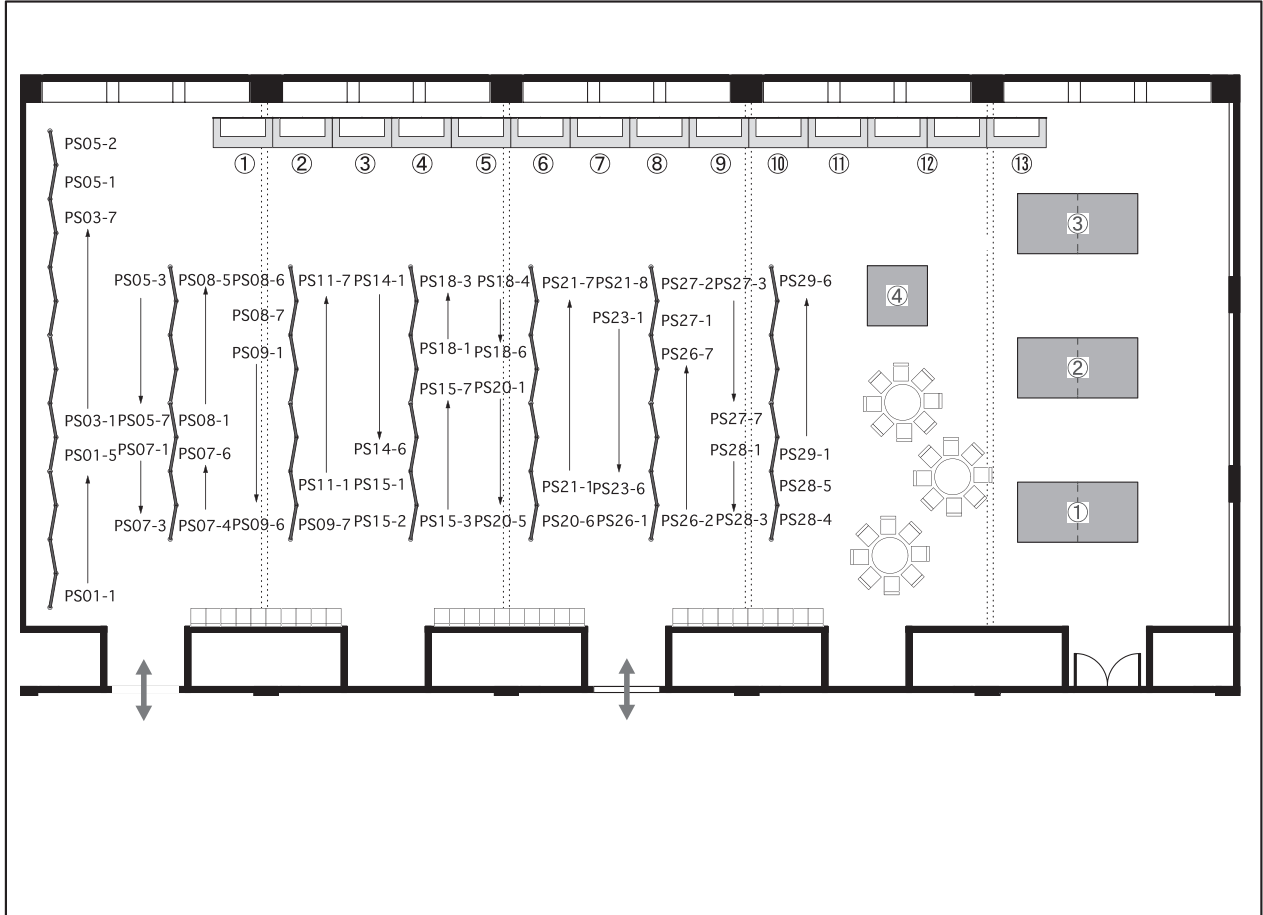 ① ② ③ ④ ⑤ ⑥ ⑦ ⑧ ⑨ ⑩ ⑪ ⑫ ⑬
PS05-2
PS05-1
PS03-7
PS03-1
PS01-5
PS01-1
PS05-3
PS05-7
PS07-1
PS07-3
PS08-5
PS08-1
PS07-6
PS07-4
PS08-6
PS08-7
PS09-1
PS09-6
PS11-7
PS11-1
PS09-7
PS14-1
PS14-6
PS15-1
PS15-2
PS18-3
PS18-1
PS15-7
PS15-3
PS18-4
PS18-6
PS20-1
PS20-5
PS21-7
PS21-1
PS20-6
PS21-8
PS23-1
PS23-6
PS26-1
PS27-2
PS27-1
PS26-7
PS26-2
PS27-3
PS27-7
PS28-1
PS28-3
PS29-6
PS29-1
PS28-5
PS28-4
④
③
②
①